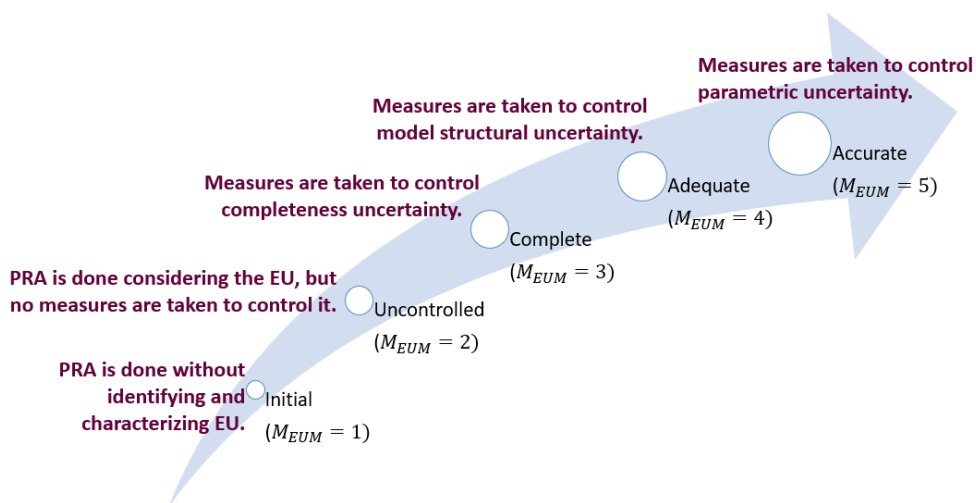 Measures are taken to control
parametric uncertainty.
Accurate
(M_EUM = 5)
Measures are taken to control
model structural uncertainty.
Adequate
(M_EUM = 4)
Measures are taken to control
completeness uncertainty.
Complete
(M_EUM = 3)
PRA is done considering the EU, but
no measures are taken to control it.
Uncontrolled
(M_EUM = 2)
PRA is done without
identifying and
characterizing EU.
Initial
(M_EUM = 1)